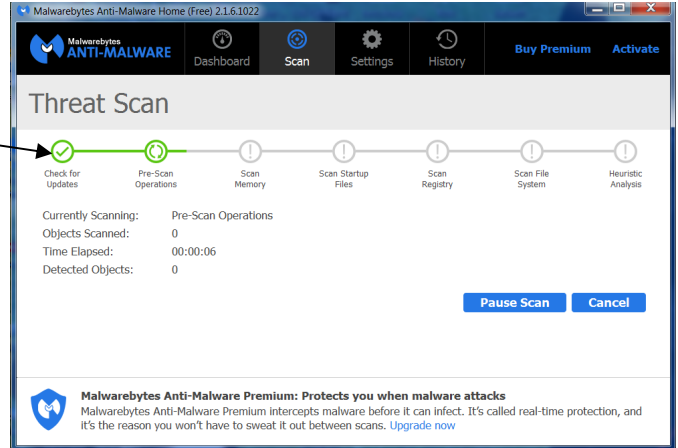 Malwarebytes Anti-Malware Home (Free) 2.1.6.1022
Malwarebytes
ANTI-MALWARE
Dashboard
Scan
Settings
History
Buy Premium
Activate
Threat Scan
Check for
Updates
Pre-Scan
Operations
Scan
Memory
Scan Startup
Files
Scan
Registry
Scan File
System
Heuristic
Analysis
Currently Scanning: Pre-Scan Operations
Objects Scanned: 0
Time Elapsed: 00:00:06
Detected Objects: 0
Pause Scan
Cancel
Malwarebytes Anti-Malware Premium: Protects you when malware attacks
Malwarebytes Anti-Malware Premium intercepts malware before it can infect. It's called real-time protection, and
it's the reason you won't have to sweat it out between scans. Upgrade now